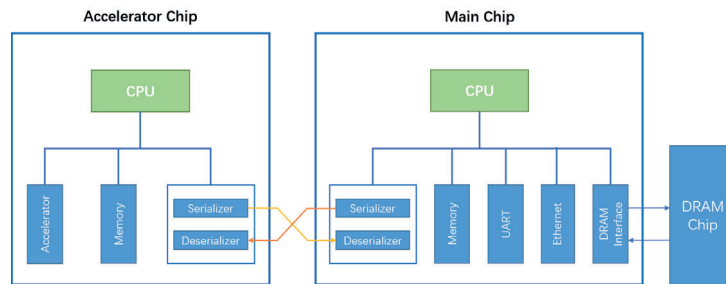 Accelerator Chip
Main Chip
CPU
CPU
Accelerator
Memory
Serializer
Deserializer
Serializer
Deserializer
Memory
UART
Ethernet
DRAM
Interface
DRAM
Chip